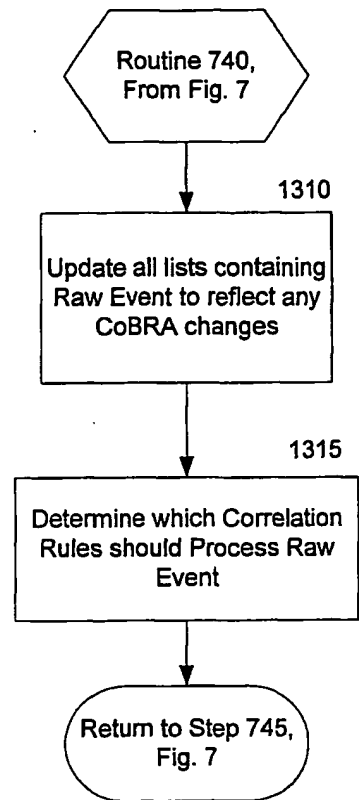 Routine 740,
From Fig. 7
1310
Update all lists containing
Raw Event to reflect any
CoBRA changes
1315
Determine which Correlation
Rules should Process Raw
Event
Return to Step 745,
Fig. 7